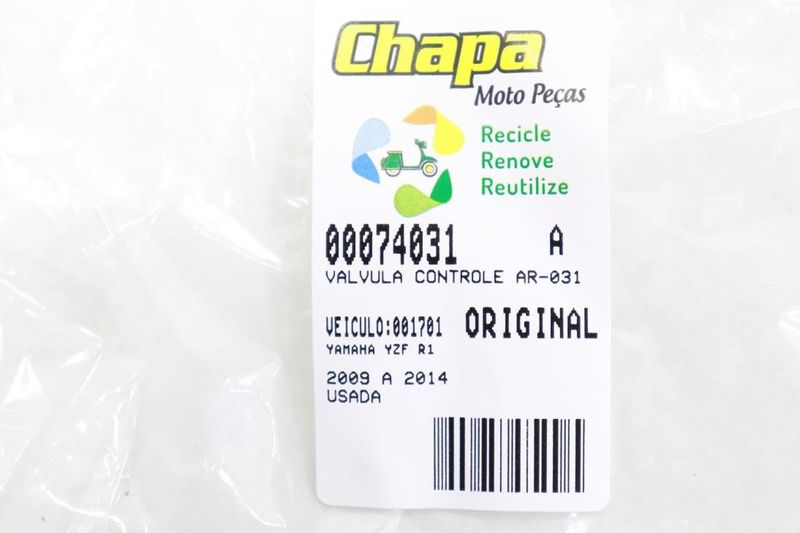 Chapa
Moto Peças
Recicle
Renove
Reutilize
00074031 A
VALVULA CONTROLE AR-031
VEICULO:001701 ORIGINAL
YAMAHA YZF R1
2009 A 2014
USADA